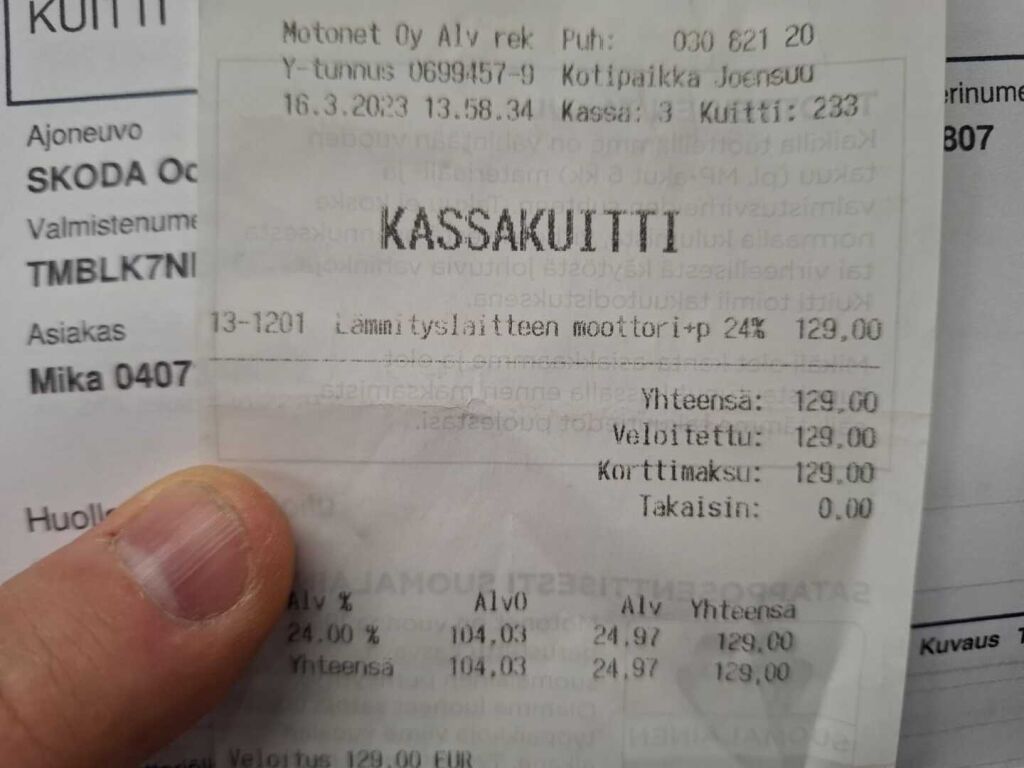 KUITTI
Ajoneuvo
SKODA Oc
Valmistenume
TMBLK7N
Asiakas
Mika 0407
Huolle
erinume
807
Kuvaus T
Motonet Oy Alv rek Puh: 030 821 20
Y-tunnus 0699457-9 Kotipaikka Joensuu
16.3.2023 13.58.34 Kassa: 3 Kuitti: 233
KASSAKUITTI
13-1201 Lämmityslaitteen moottori+p 24% 129,00
Yhteensä: 129.00
Veloitettu: 129.00
Korttimaksu: 129.00
Takaisin: 0.00
Alv % Alv0 Alv Yhteensä
24.00 % 104,03 24,97 129,00
Yhteensä 104,03 24,97 129,00
Veloitus 129.00 EUR